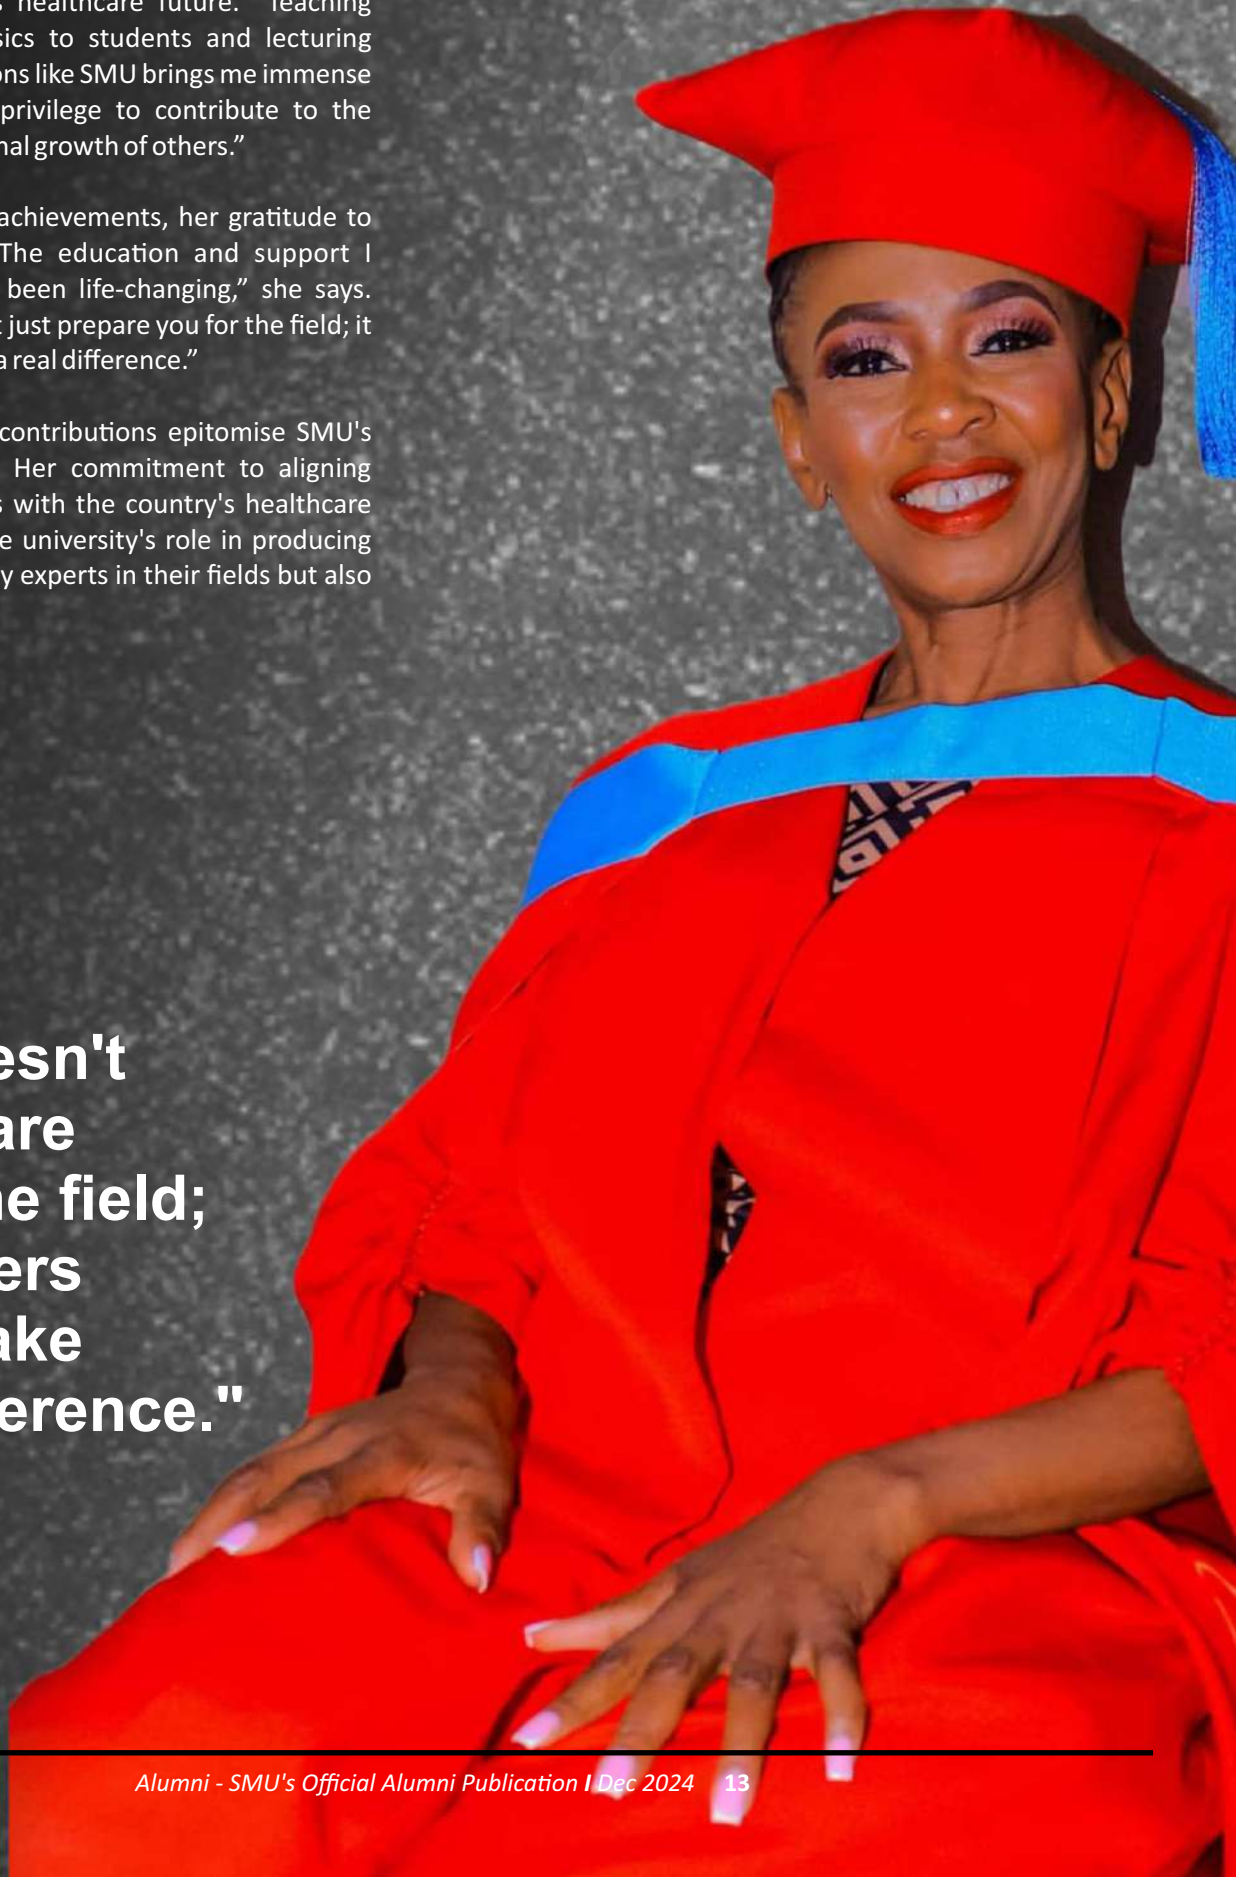 healthcare future. Teaching
sics to students and lecturing
ons like SMU brings me immense
privilege to contribute to the
nal growth of others.”
achievements, her gratitude to
The education and support I
been life-changing,” she says.
t just prepare you for the field; it
a real difference.”
contributions epitomise SMU's
Her commitment to aligning
s with the country's healthcare
e university's role in producing
y experts in their fields but also
esn't
are
ne field;
ers
ake
erence."
Alumni - SMU's Official Alumni Publication I Dec 2024 13